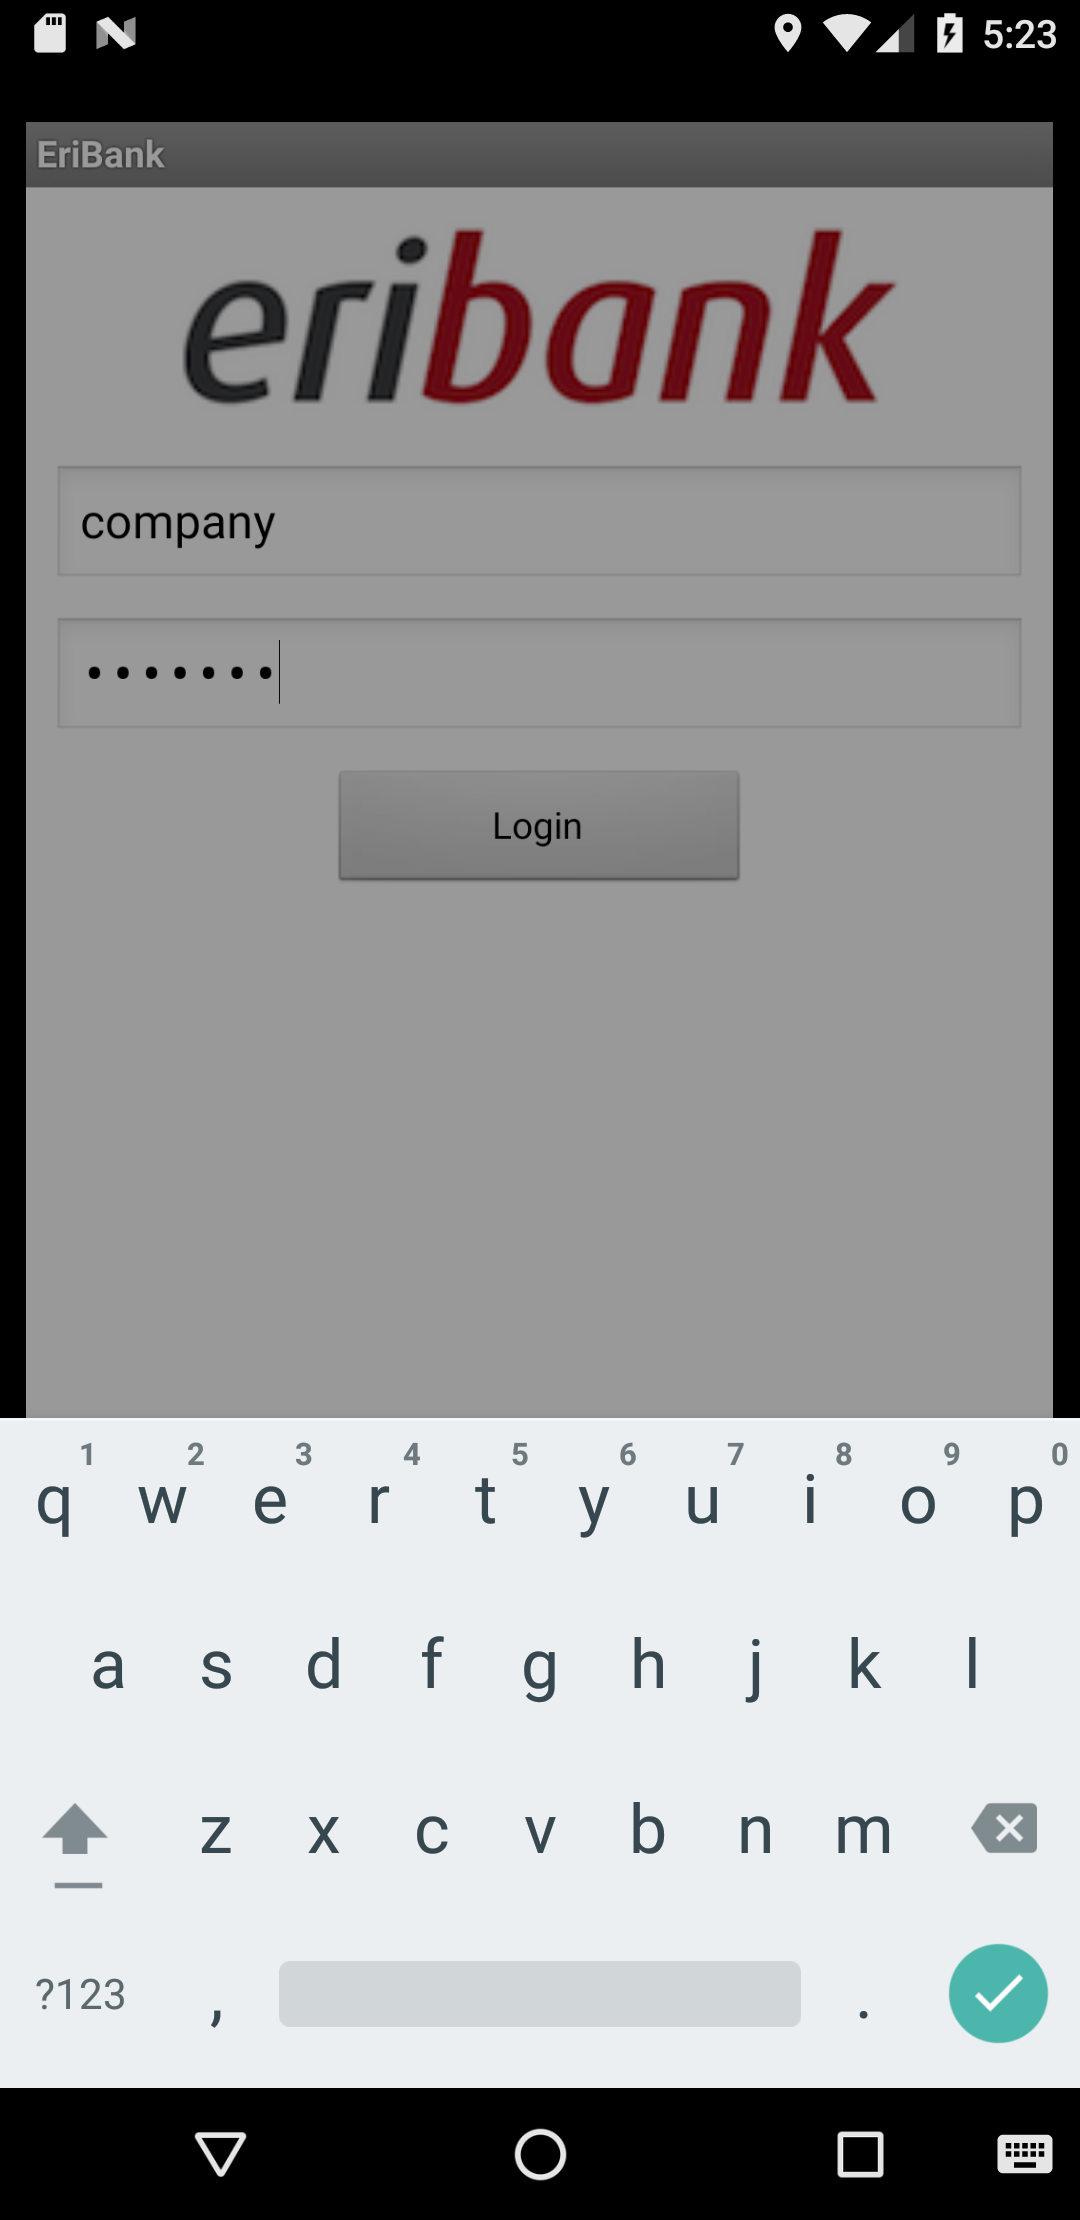 5:23
EriBank
eribank
company
•••••••
Login
1 2 3 4 5 6 7 8 9 0
q w e r t y u i o p
a s d f g h j k l
z x c v b n m
?123 , .